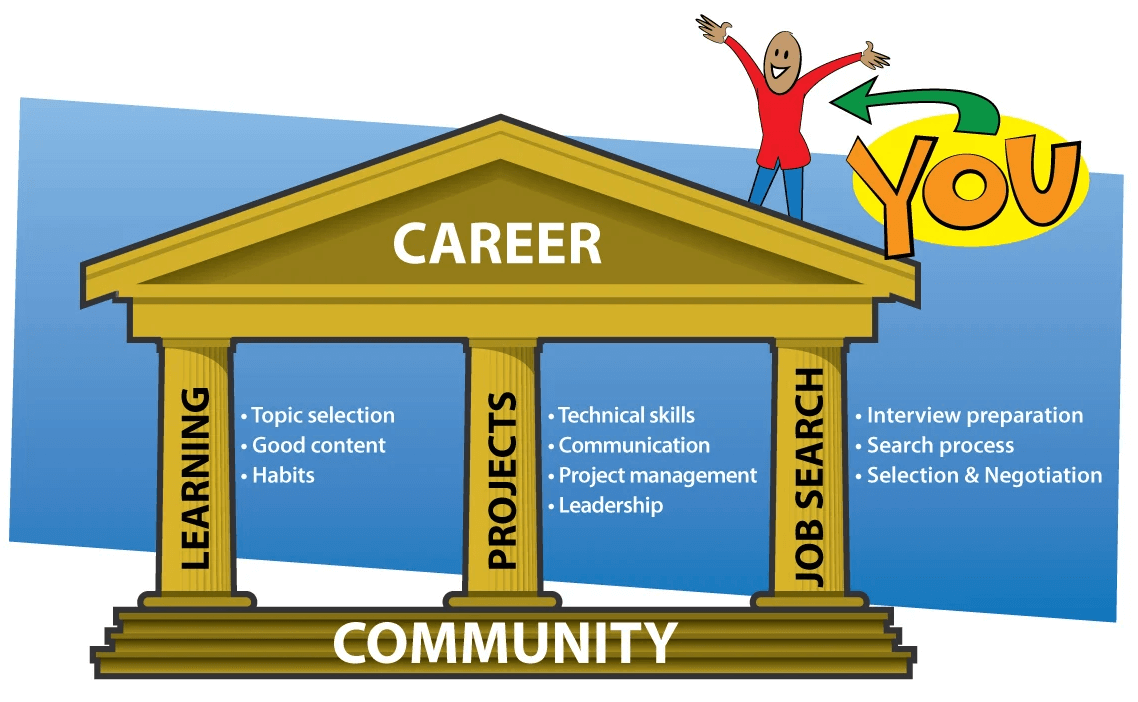 YOU
CAREER
LEARNING
• Topic selection
• Good content
• Habits
PROJECTS
• Technical skills
• Communication
• Project management
• Leadership
JOB SEARCH
• Interview preparation
• Search process
• Selection & Negotiation
COMMUNITY